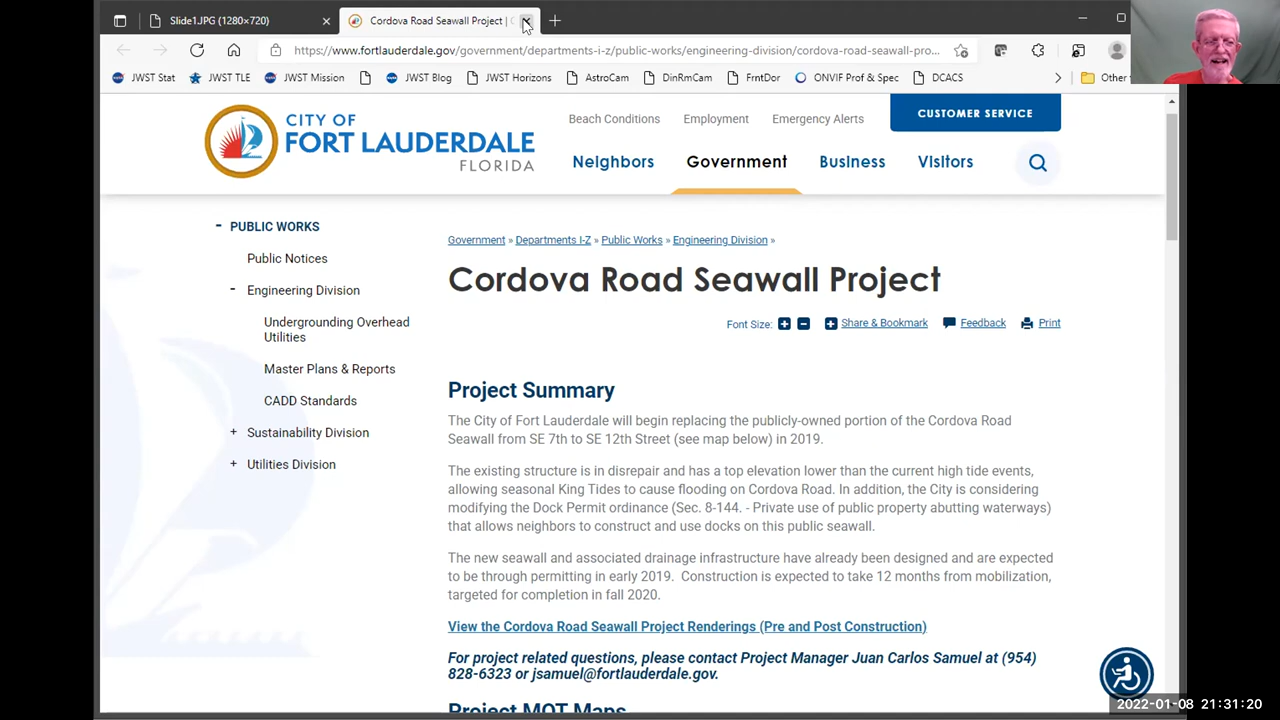 Slide1.JPG (1280×720)
Cordova Road Seawall Project |
https://www.fortlauderdale.gov/government/departments-i-z/public-works/engineering-division/cordova-road-seawall-pro...
JWST Stat
JWST TLE
JWST Mission
JWST Blog
JWST Horizons
AstroCam
DinRmCam
FrntDor
ONVIF Prof & Spec
DCACS
Other
CITY OF
FORT LAUDERDALE
FLORIDA
Beach Conditions
Employment
Emergency Alerts
CUSTOMER SERVICE
Neighbors
Government
Business
Visitors
- PUBLIC WORKS
Public Notices
- Engineering Division
Undergrounding Overhead
Utilities
Master Plans & Reports
CADD Standards
+ Sustainability Division
+ Utilities Division
Government » Departments I-Z » Public Works » Engineering Division »
Cordova Road Seawall Project
Font Size: + - + Share & Bookmark Feedback Print
Project Summary
The City of Fort Lauderdale will begin replacing the publicly-owned portion of the Cordova Road
Seawall from SE 7th to SE 12th Street (see map below) in 2019.
The existing structure is in disrepair and has a top elevation lower than the current high tide events,
allowing seasonal King Tides to cause flooding on Cordova Road. In addition, the City is considering
modifying the Dock Permit ordinance (Sec. 8-144. - Private use of public property abutting waterways)
that allows neighbors to construct and use docks on this public seawall.
The new seawall and associated drainage infrastructure have already been designed and are expected
to be through permitting in early 2019. Construction is expected to take 12 months from mobilization,
targeted for completion in fall 2020.
View the Cordova Road Seawall Project Renderings (Pre and Post Construction)
For project related questions, please contact Project Manager Juan Carlos Samuel at (954)
828-6323 or jsamuel@fortlauderdale.gov.
Project MOT Maps
2022-01-08 21:31:20